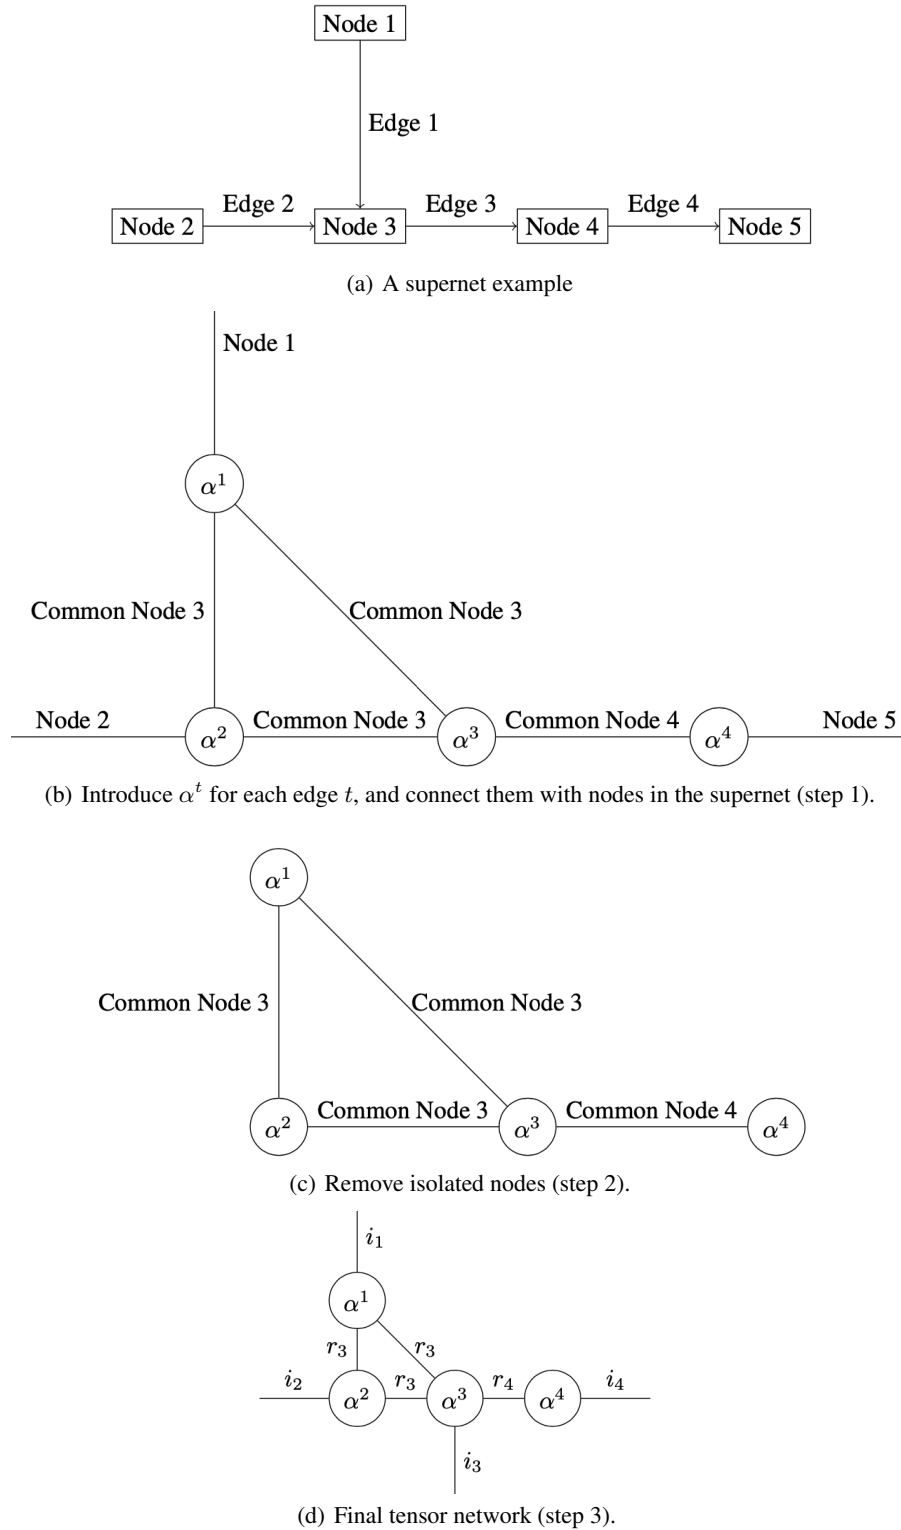 Node 1
Edge 1
Edge 2 Edge 3 Edge 4
Node 2 Node 3 Node 4 Node 5
(a) A supernet example
Node 1
α¹
Common Node 3 Common Node 3
Node 2 Common Node 3 Common Node 4 Node 5
α² α³ α⁴
(b) Introduce αᵗ for each edge t, and connect them with nodes in the supernet (step 1).
α¹
Common Node 3 Common Node 3
Common Node 3 Common Node 4
α² α³ α⁴
(c) Remove isolated nodes (step 2).
i₁
α¹
r₃ r₃
i₂ r₃ r₄ i₄
α² α³ α⁴
i₃
(d) Final tensor network (step 3).